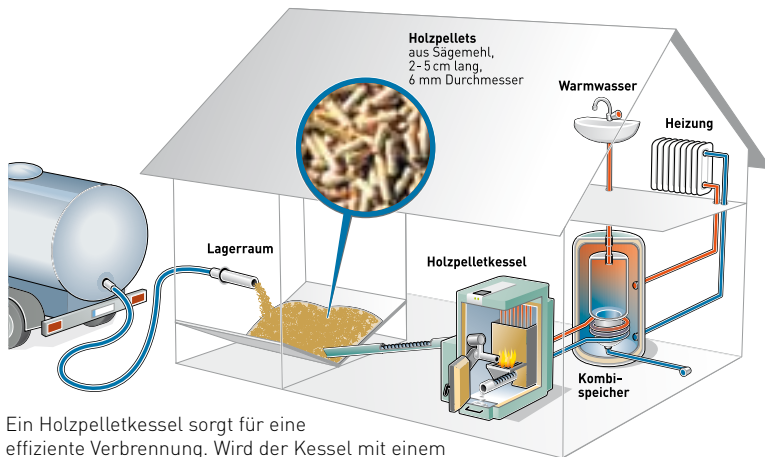 Holzpellets
aus Sägemehl,
2-5 cm lang,
6 mm Durchmesser
Warmwasser
Heizung
Lagerraum
Holzpelletkessel
Kombi-
speicher
Ein Holzpelletkessel sorgt für eine
effiziente Verbrennung. Wird der Kessel mit einem